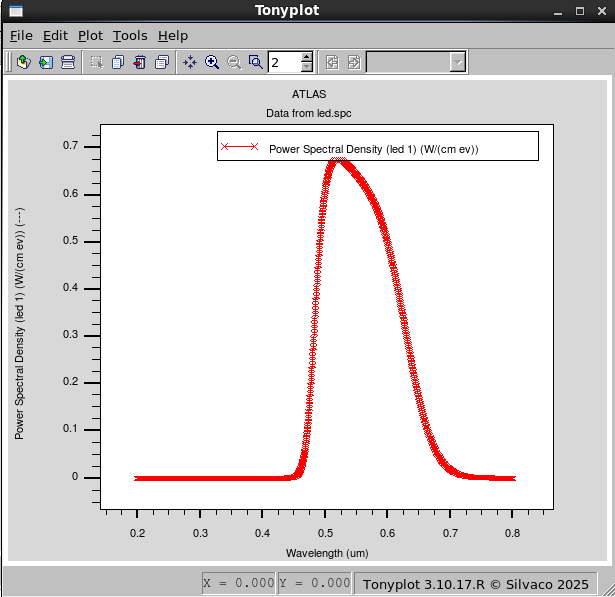 Tonyplot
File Edit Plot Tools Help
2
ATLAS
Data from led.spc
Power Spectral Density (led 1) (W/(cm ev))
Power Spectral Density (led 1) (W/(cm ev)) (---)
0.7
0.6
0.5
0.4
0.3
0.2
0.1
0
0.2 0.3 0.4 0.5 0.6 0.7 0.8
Wavelength (um)
X = 0.000 Y = 0.000 Tonyplot 3.10.17.R © Silvaco 2025